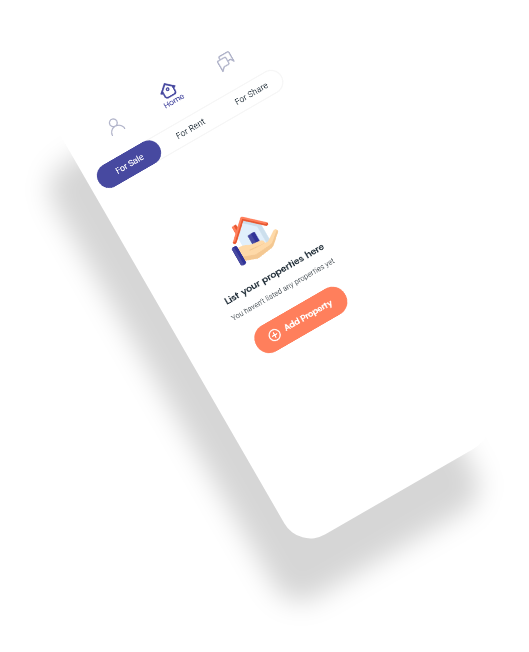 Home
For Sale
For Rent
For Share
List your properties here
You haven't listed any properties yet
Add Property